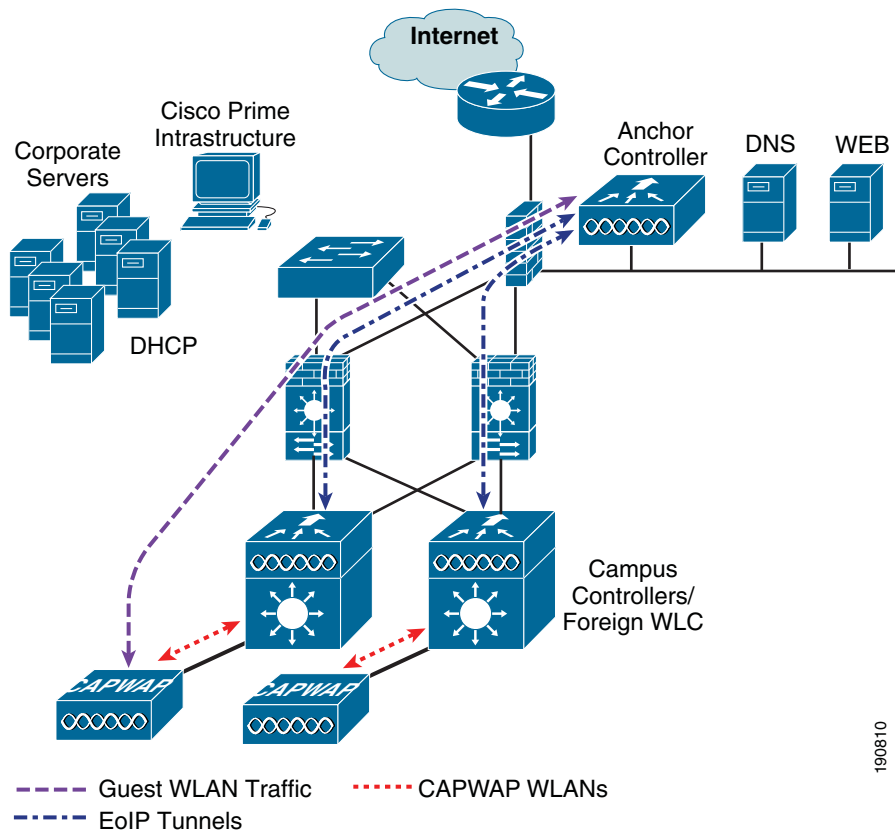 Internet
Cisco Prime
Intrastructure
Corporate
Servers
Anchor
Controller
DNS
WEB
DHCP
Campus
Controllers/
Foreign WLC
CAPWAP
CAPWAP
190810
Guest WLAN Traffic
CAPWAP WLANs
EoIP Tunnels